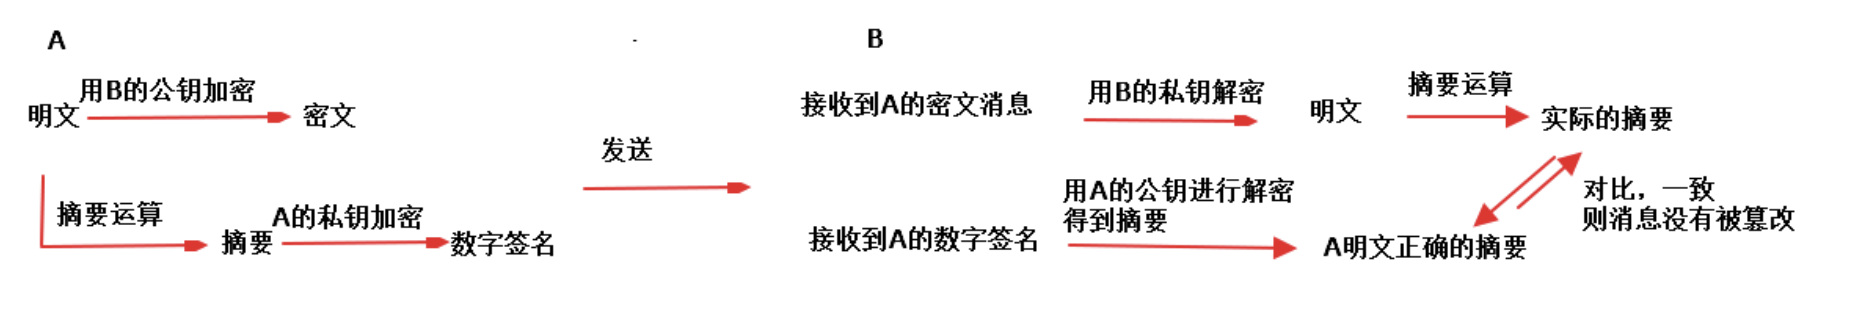 A
用B的公钥加密
明文
密文
摘要运算
摘要
A的私钥加密
数字签名
发送
B
接收到A的密文消息
用B的私钥解密
明文
摘要运算
实际的摘要
接收到A的数字签名
用A的公钥进行解密
得到摘要
A明文正确的摘要
对比，一致
则消息没有被篡改